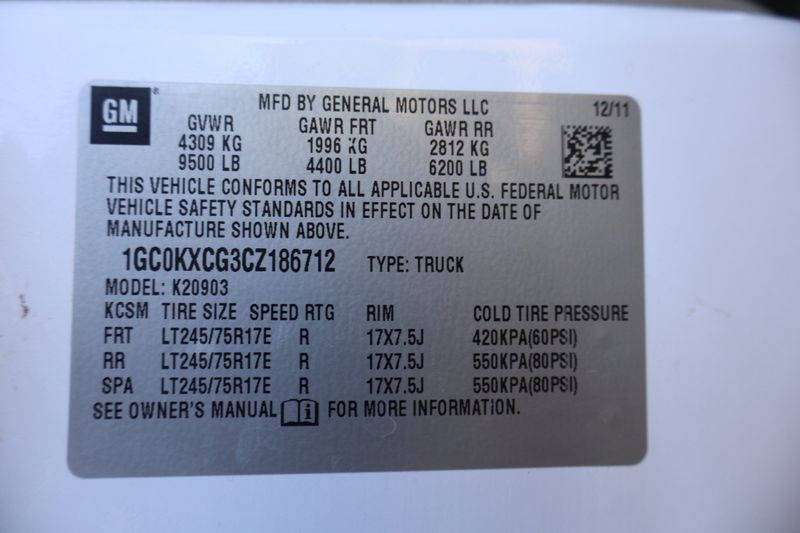 GM ® MFD BY GENERAL MOTORS LLC 12/11
GVWR GAWR FRT GAWR RR
4309 KG 1996 KG 2812 KG
9500 LB 4400 LB 6200 LB
THIS VEHICLE CONFORMS TO ALL APPLICABLE U.S. FEDERAL MOTOR
VEHICLE SAFETY STANDARDS IN EFFECT ON THE DATE OF
MANUFACTURE SHOWN ABOVE.
1GC0KXCG3CZ186712 TYPE: TRUCK
MODEL: K20903
KCSM TIRE SIZE SPEED RTG RIM COLD TIRE PRESSURE
FRT LT245/75R17E R 17X7.5J 420KPA(60PSI)
RR LT245/75R17E R 17X7.5J 550KPA(80PSI)
SPA LT245/75R17E R 17X7.5J 550KPA(80PSI)
SEE OWNER'S MANUAL i FOR MORE INFORMATION.